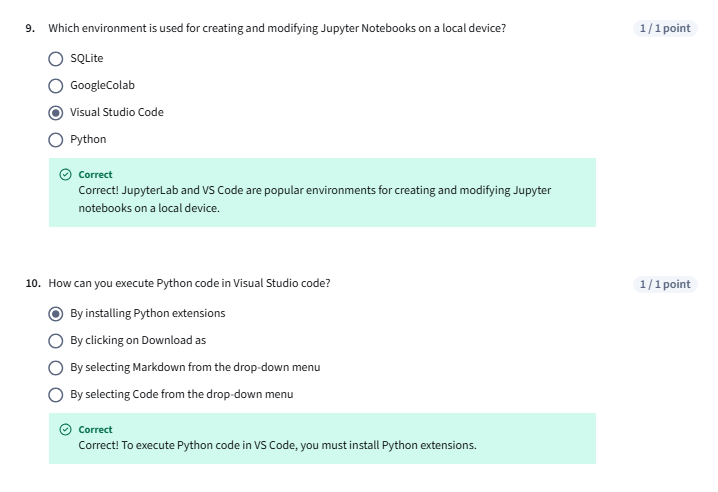 9. Which environment is used for creating and modifying Jupyter Notebooks on a local device? 1 / 1 point
SQLite
GoogleColab
Visual Studio Code
Python
Correct
Correct! JupyterLab and VS Code are popular environments for creating and modifying Jupyter
notebooks on a local device.
10. How can you execute Python code in Visual Studio code? 1 / 1 point
By installing Python extensions
By clicking on Download as
By selecting Markdown from the drop-down menu
By selecting Code from the drop-down menu
Correct
Correct! To execute Python code in VS Code, you must install Python extensions.